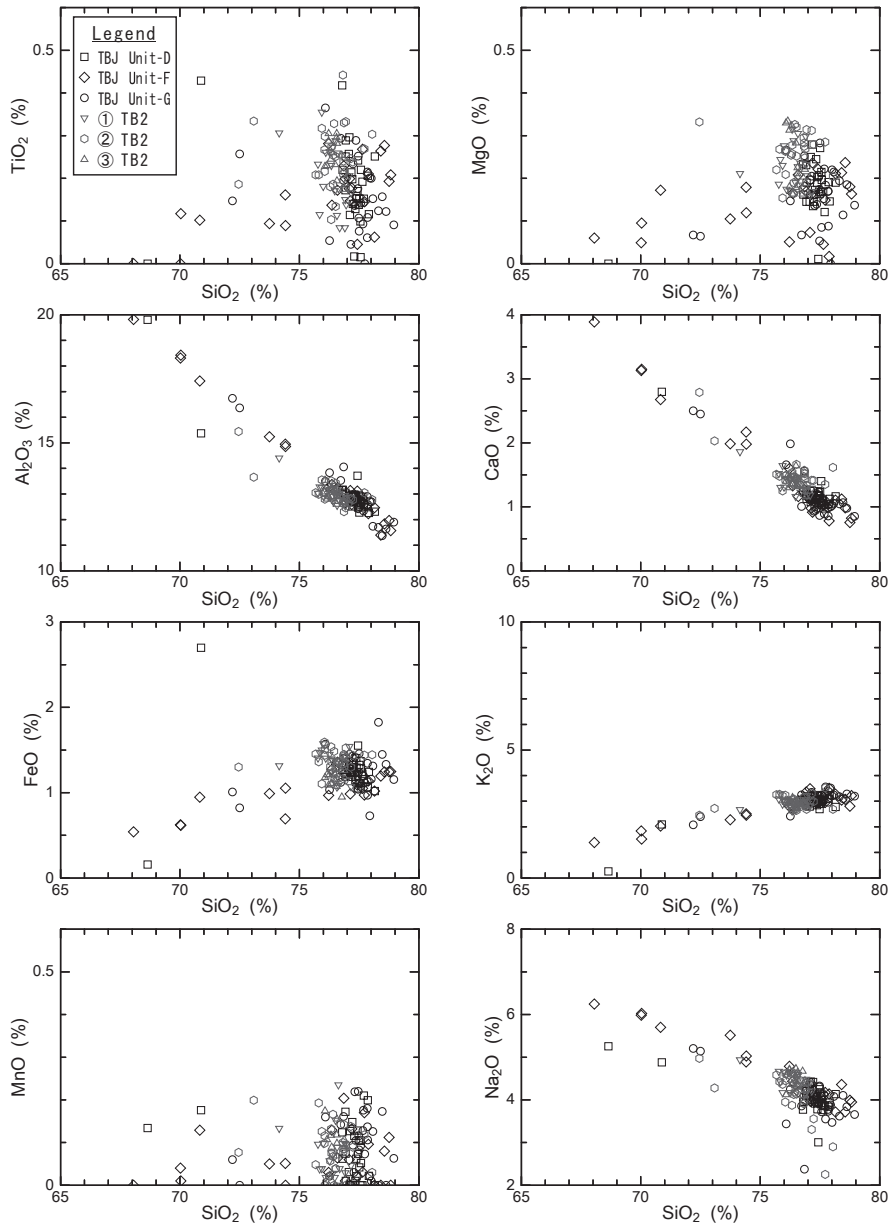 Legend
TBJ Unit-D
TBJ Unit-F
TBJ Unit-G
① TB2
② TB2
③ TB2
0.5
0
TiO₂ (%)
65 70 75 80
SiO₂ (%)
0.5
0
MgO (%)
65 70 75 80
SiO₂ (%)
20
15
10
Al₂O₃ (%)
65 70 75 80
SiO₂ (%)
4
3
2
1
0
CaO (%)
65 70 75 80
SiO₂ (%)
3
2
1
0
FeO (%)
65 70 75 80
SiO₂ (%)
10
5
0
K₂O (%)
65 70 75 80
SiO₂ (%)
0.5
0
MnO (%)
65 70 75 80
SiO₂ (%)
8
6
4
2
Na₂O (%)
65 70 75 80
SiO₂ (%)